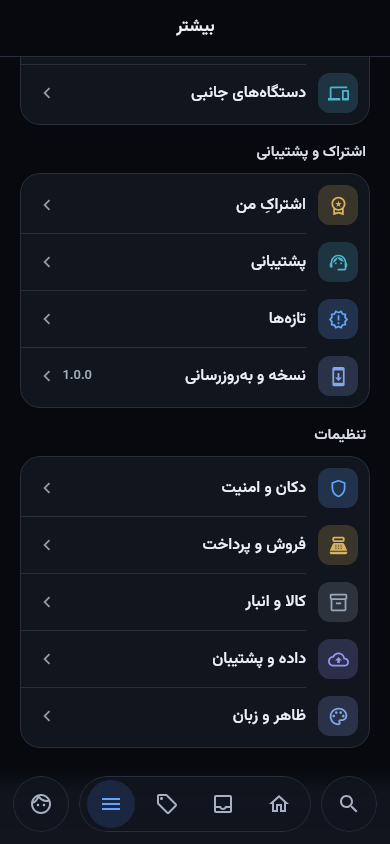 بیشتر
دستگاه‌های جانبی
اشتراک و پشتیبانی
اشتراکِ من
پشتیبانی
تازه‌ها
نسخه و به‌روزرسانی 1.0.0
تنظیمات
دکان و امنیت
فروش و پرداخت
کالا و انبار
داده و پشتیبان
ظاهر و زبان